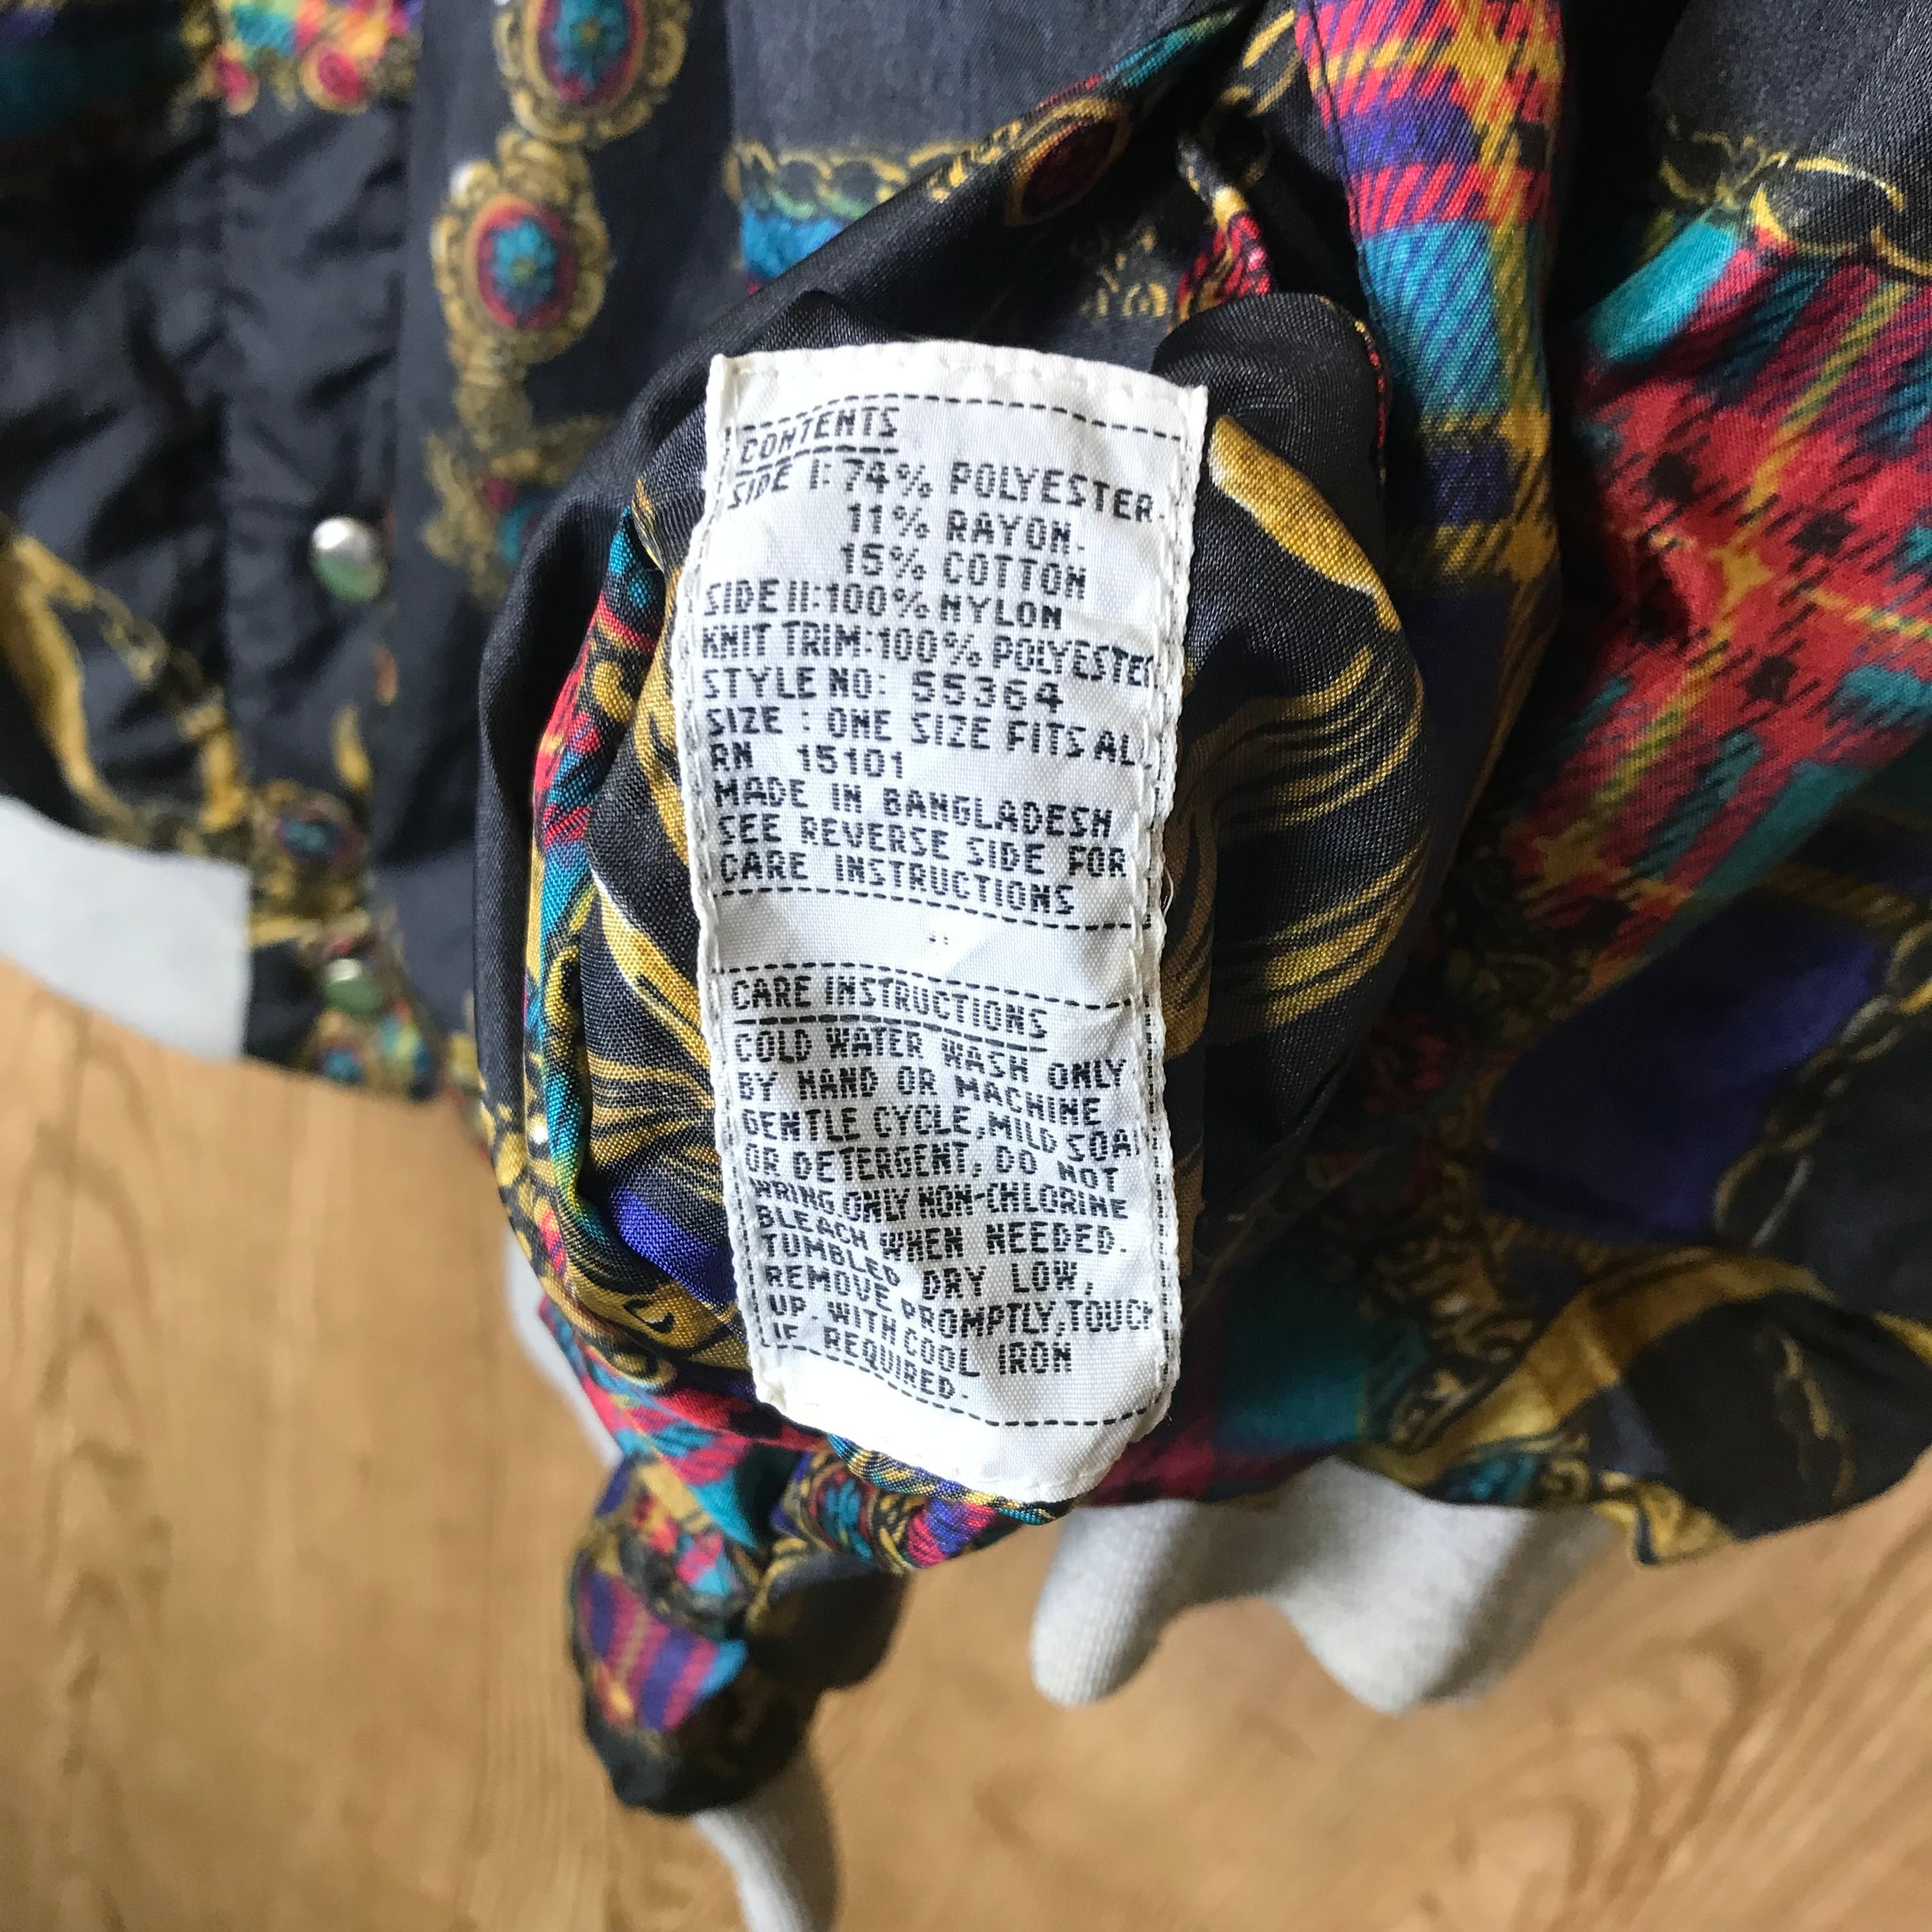 CONTENTS
SIDE I: 74% POLYESTER.
11% RAYON.
15% COTTON
SIDE II: 100% NYLON
KNIT TRIM: 100% POLYESTER
STYLE NO: 55364
SIZE : ONE SIZE FITS ALL
RN 15101
MADE IN BANGLADESH
SEE REVERSE SIDE FOR
CARE INSTRUCTIONS
CARE INSTRUCTIONS
COLD WATER WASH ONLY
BY HAND OR MACHINE
GENTLE CYCLE, MILD SOAP
OR DETERGENT, DO NOT
WRING. ONLY NON-CHLORINE
BLEACH WHEN NEEDED.
TUMBLED DRY LOW,
REMOVE PROMPTLY, TOUCH
UP WITH COOL IRON
IF REQUIRED.